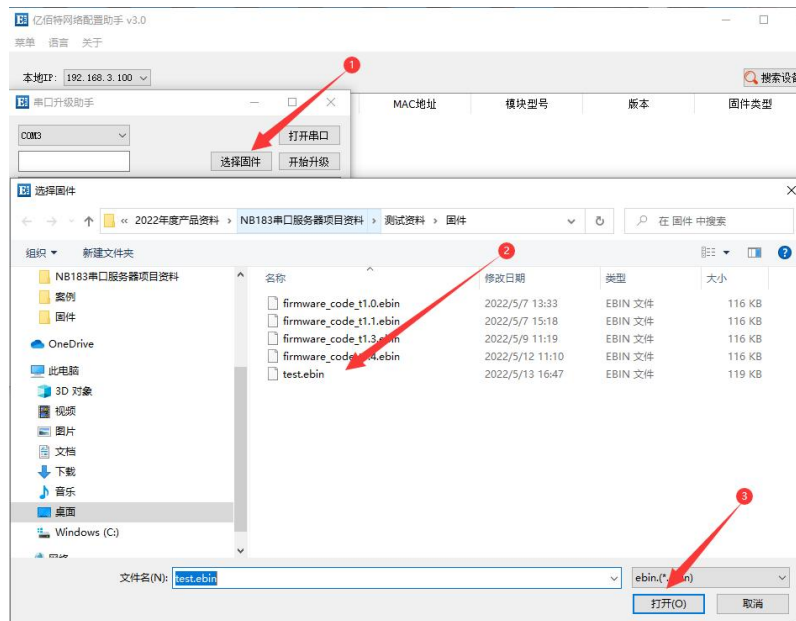 亿佰特网络配置助手 v3.0
菜单 语言 关于
本地IP: 192.168.3.100 搜索设备
1
串口升级助手
MAC地址 模块型号 版本 固件类型
COM3 打开串口
选择固件 开始升级
选择固件
« 2022年度产品资料 › NB183串口服务器项目资料 › 测试资料 › 固件
在 固件 中搜索
组织 新建文件夹
2
名称 修改日期 类型 大小
NB183串口服务器项目资料
案例
固件
OneDrive
此电脑
3D 对象
视频
图片
文档
下载
音乐
桌面
Windows (C:)
网络
firmware_code_t1.0.ebin 2022/5/7 13:33 EBIN 文件 116 KB
firmware_code_t1.1.ebin 2022/5/7 15:18 EBIN 文件 116 KB
firmware_code_t1.3.ebin 2022/5/9 11:19 EBIN 文件 116 KB
firmware_code_t1.4.ebin 2022/5/12 11:10 EBIN 文件 116 KB
test.ebin 2022/5/13 16:47 EBIN 文件 119 KB
3
文件名(N): test.ebin
打开(O) 取消